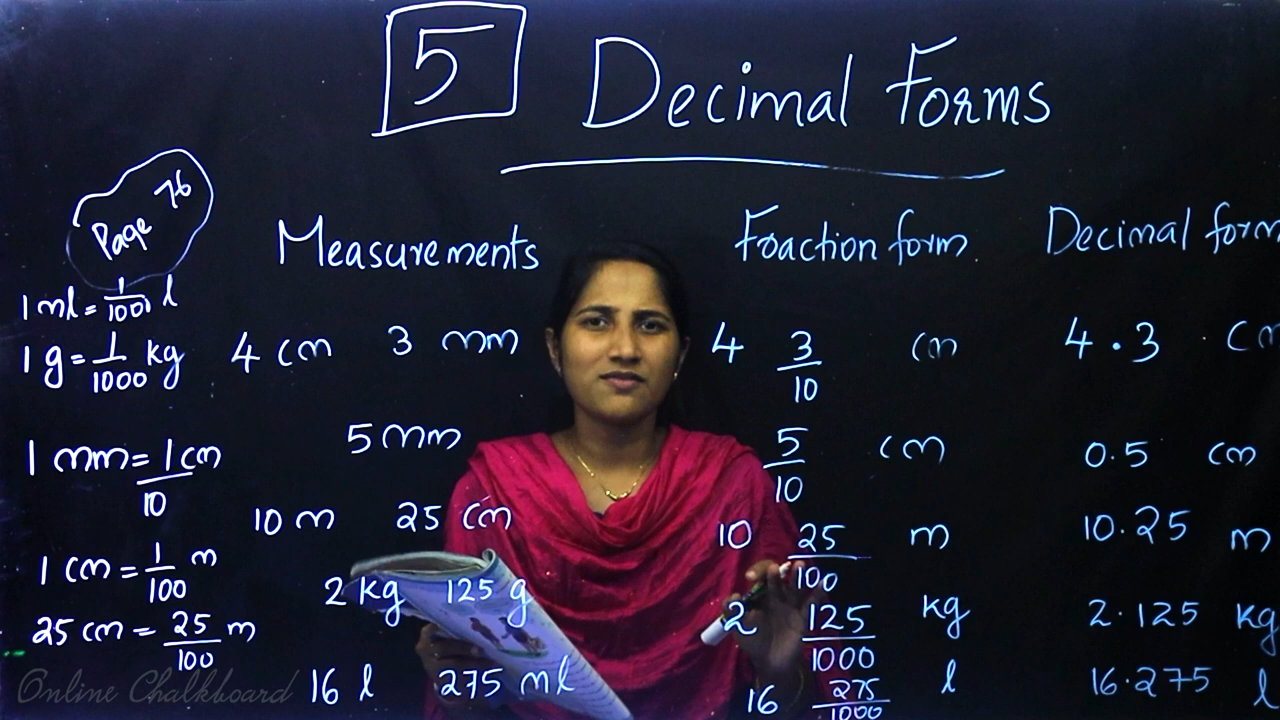 5 Decimal Forms
Page 76
Measurements Foaction form Decimal form
1 ml = 1/1000 l
1 g = 1/1000 kg
4 cm 3 mm 4 3/10 cm 4.3 cm
1 mm = 1/10 cm
5 mm 5/10 cm 0.5 cm
10 m 25 cm 10 25/100 m 10.25 m
1 cm = 1/100 m
2 kg 125 g 2 125/1000 kg 2.125 kg
25 cm = 25/100 m
16 l 275 ml 16 275/1000 l 16.275 l
Online Chalkboard